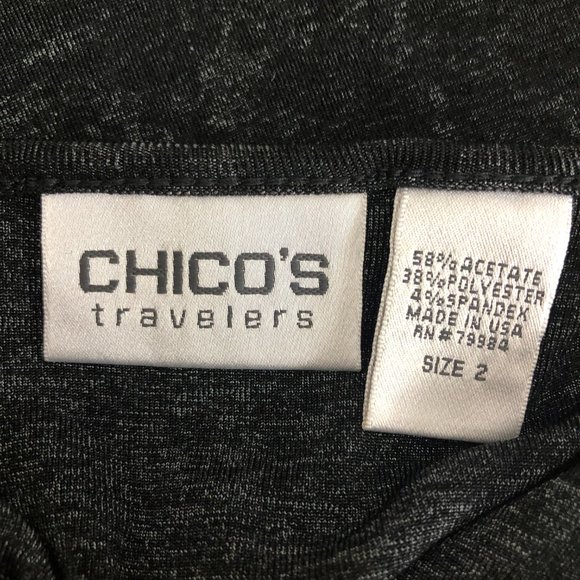 CHICO'S
travelers
58% ACETATE
38% POLYESTER
4% SPANDEX
MADE IN USA
RN# 79984
SIZE 2